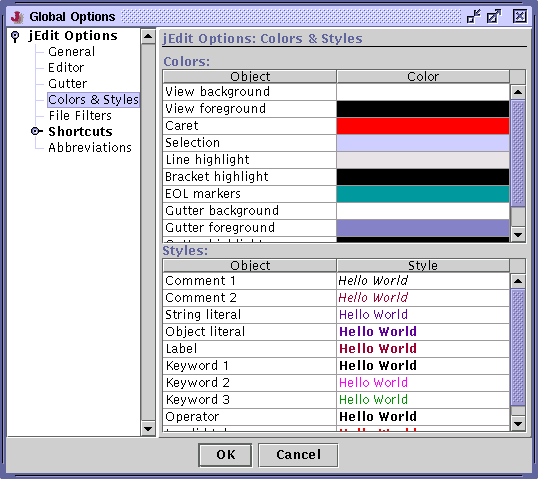 Global Options
jEdit Options
General
Editor
Gutter
Colors & Styles
File Filters
Shortcuts
Abbreviations
jEdit Options: Colors & Styles
Colors:
Object Color
View background
View foreground
Caret
Selection
Line highlight
Bracket highlight
EOL markers
Gutter background
Gutter foreground
Styles:
Object Style
Comment 1 Hello World
Comment 2 Hello World
String literal Hello World
Object literal Hello World
Label Hello World
Keyword 1 Hello World
Keyword 2 Hello World
Keyword 3 Hello World
Operator Hello World
OK Cancel